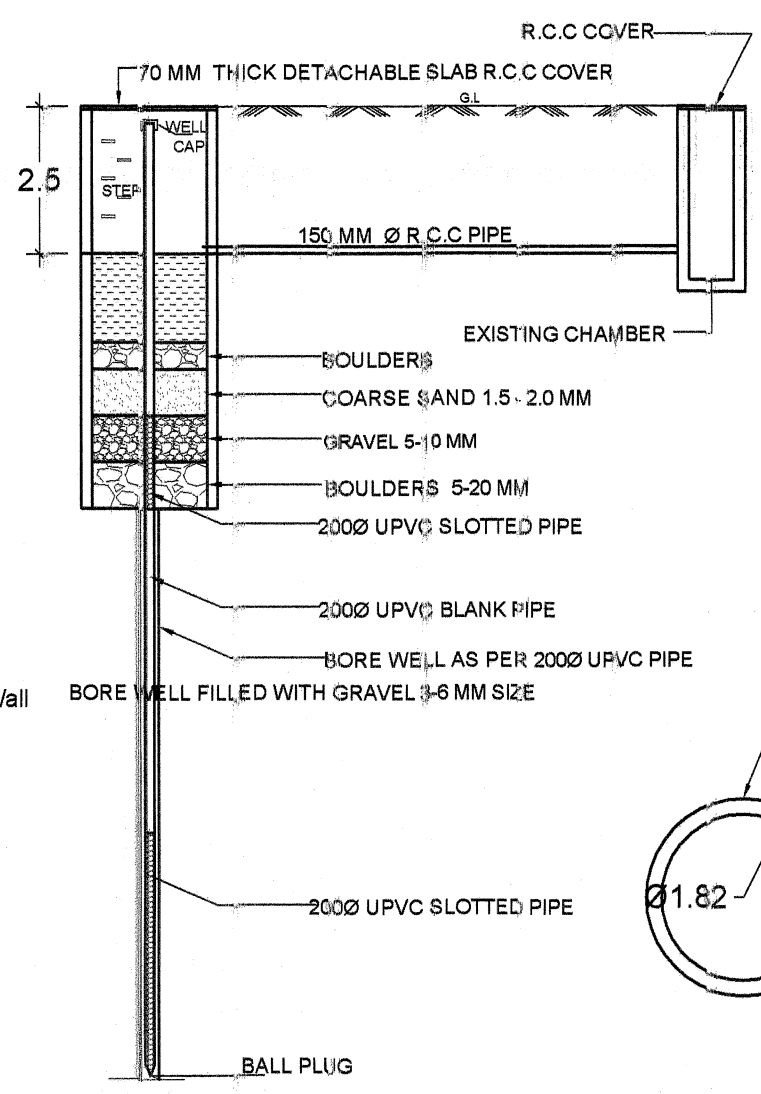 R.C.C COVER
70 MM THICK DETACHABLE SLAB R.C.C COVER
G.L
WELL
CAP
2.5
STEP
150 MM Ø R.C.C PIPE
EXISTING CHAMBER
BOULDERS
COARSE SAND 1.5 - 2.0 MM
GRAVEL 5-10 MM
BOULDERS 5-20 MM
200Ø UPVC SLOTTED PIPE
200Ø UPVC BLANK PIPE
BORE WELL AS PER 200Ø UPVC PIPE
BORE WELL FILLED WITH GRAVEL 3-6 MM SIZE
Ø1.82
200Ø UPVC SLOTTED PIPE
BALL PLUG